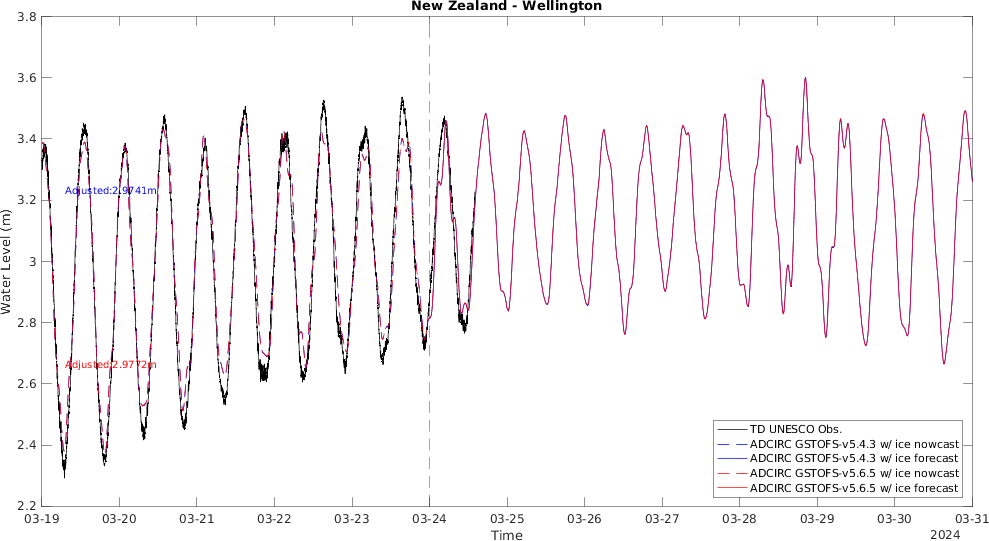 New Zealand - Wellington
3.8
3.6
3.4
3.2
3
2.8
2.6
2.4
2.2
Water Level (m)
Adjusted:2.9741m
Adjusted:2.9772m
TD UNESCO Obs.
ADCIRC GSTOFS-v5.4.3 w/ ice nowcast
ADCIRC GSTOFS-v5.4.3 w/ ice forecast
ADCIRC GSTOFS-v5.6.5 w/ ice nowcast
ADCIRC GSTOFS-v5.6.5 w/ ice forecast
03-19 03-20 03-21 03-22 03-23 03-24 03-25 03-26 03-27 03-28 03-29 03-30 03-31
Time
2024